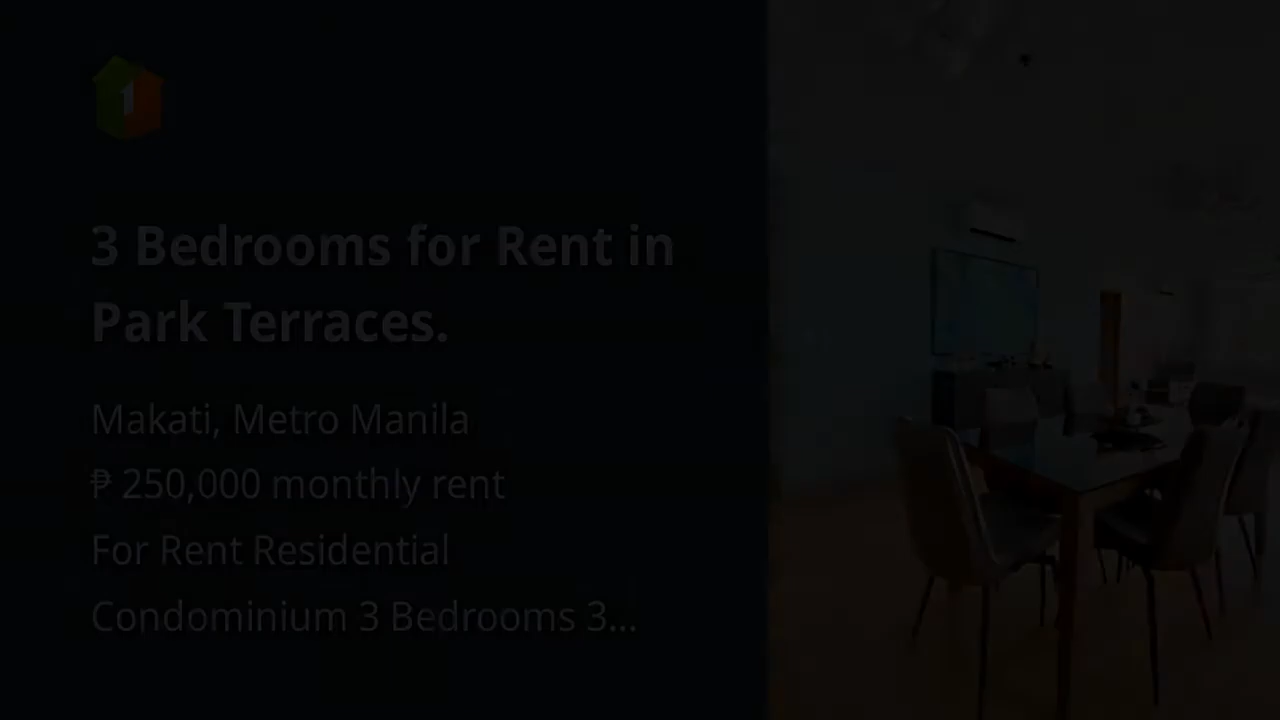 1
3 Bedrooms for Rent in
Park Terraces.
Makati, Metro Manila
₱ 250,000 monthly rent
For Rent Residential
Condominium 3 Bedrooms 3...